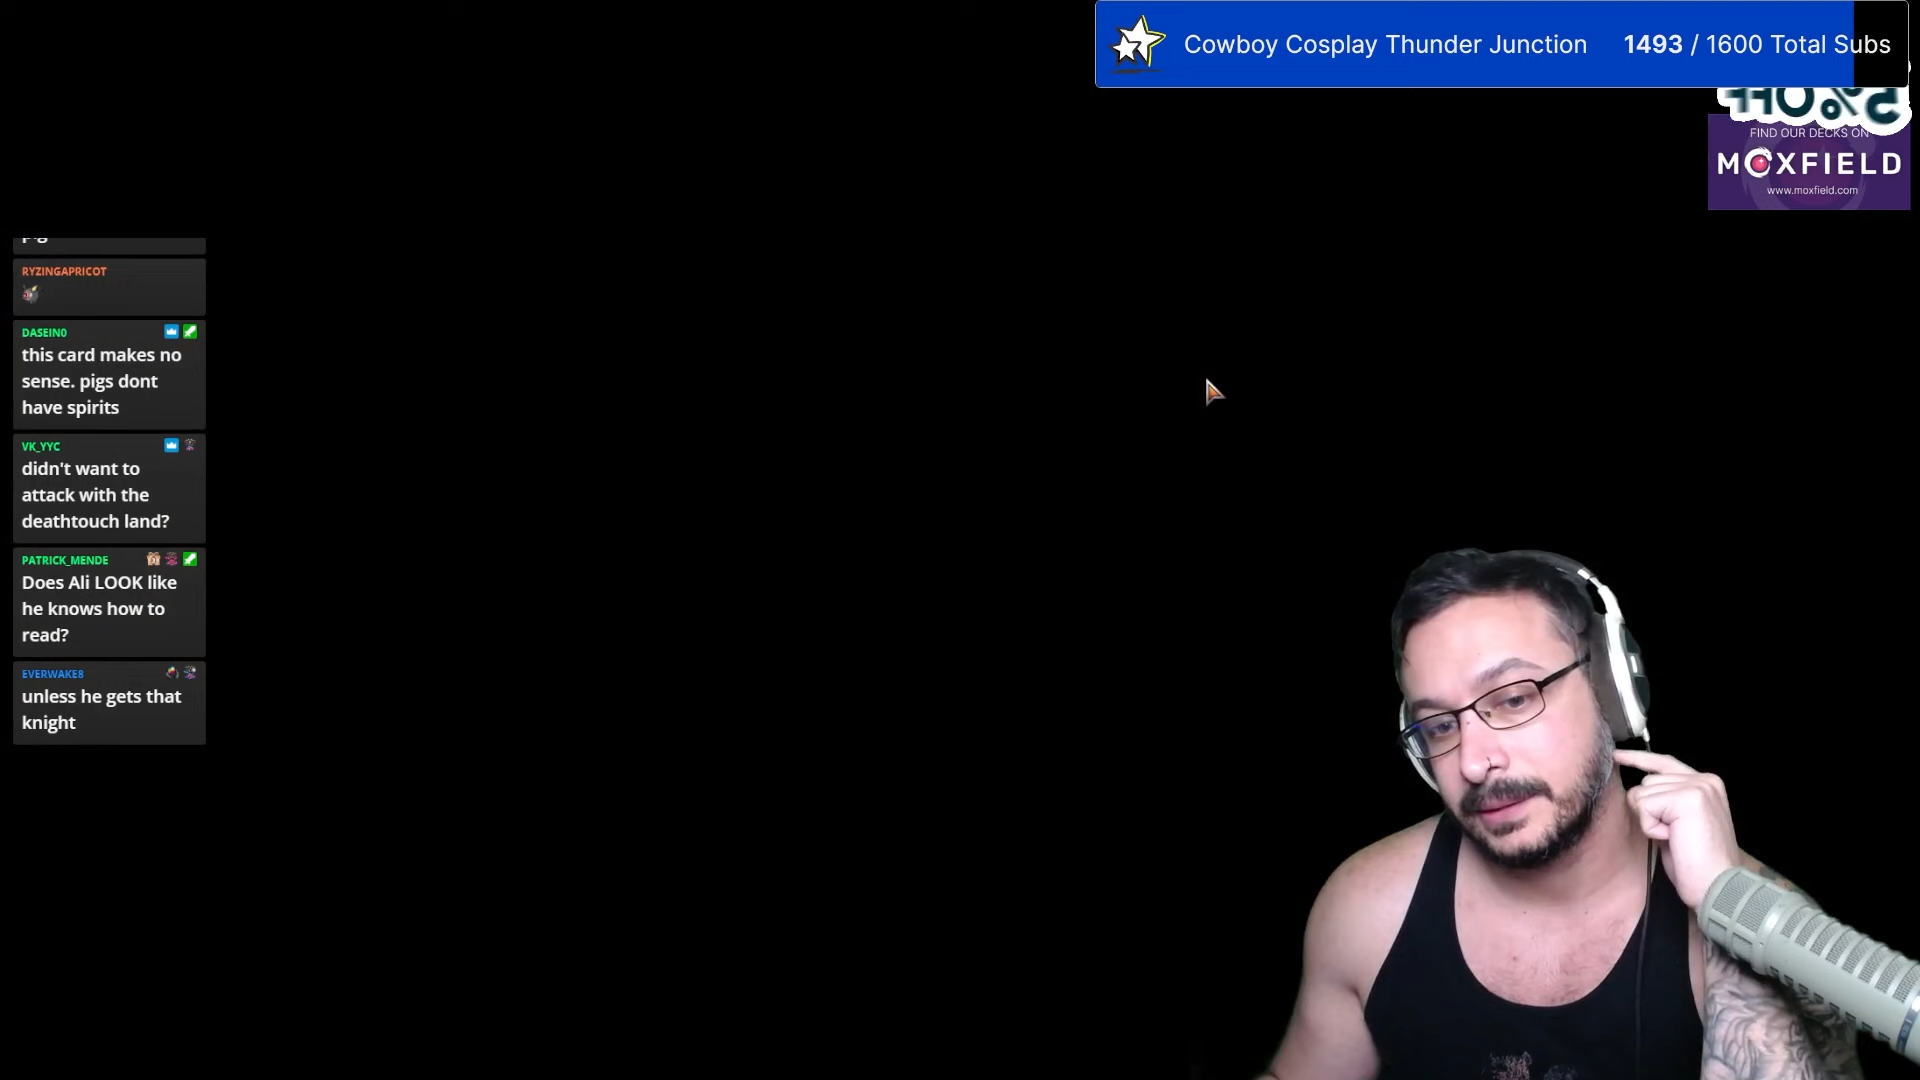 Cowboy Cosplay Thunder Junction 1493 / 1600 Total Subs
FIND OUR DECKS ON
MOXFIELD
www.moxfield.com
RYZINGAPRICOT
DASEIN0
this card makes no
sense. pigs dont
have spirits
VK_YYC
didn't want to
attack with the
deathtouch land?
PATRICK_MENDE
Does Ali LOOK like
he knows how to
read?
EVERWAKE8
unless he gets that
knight